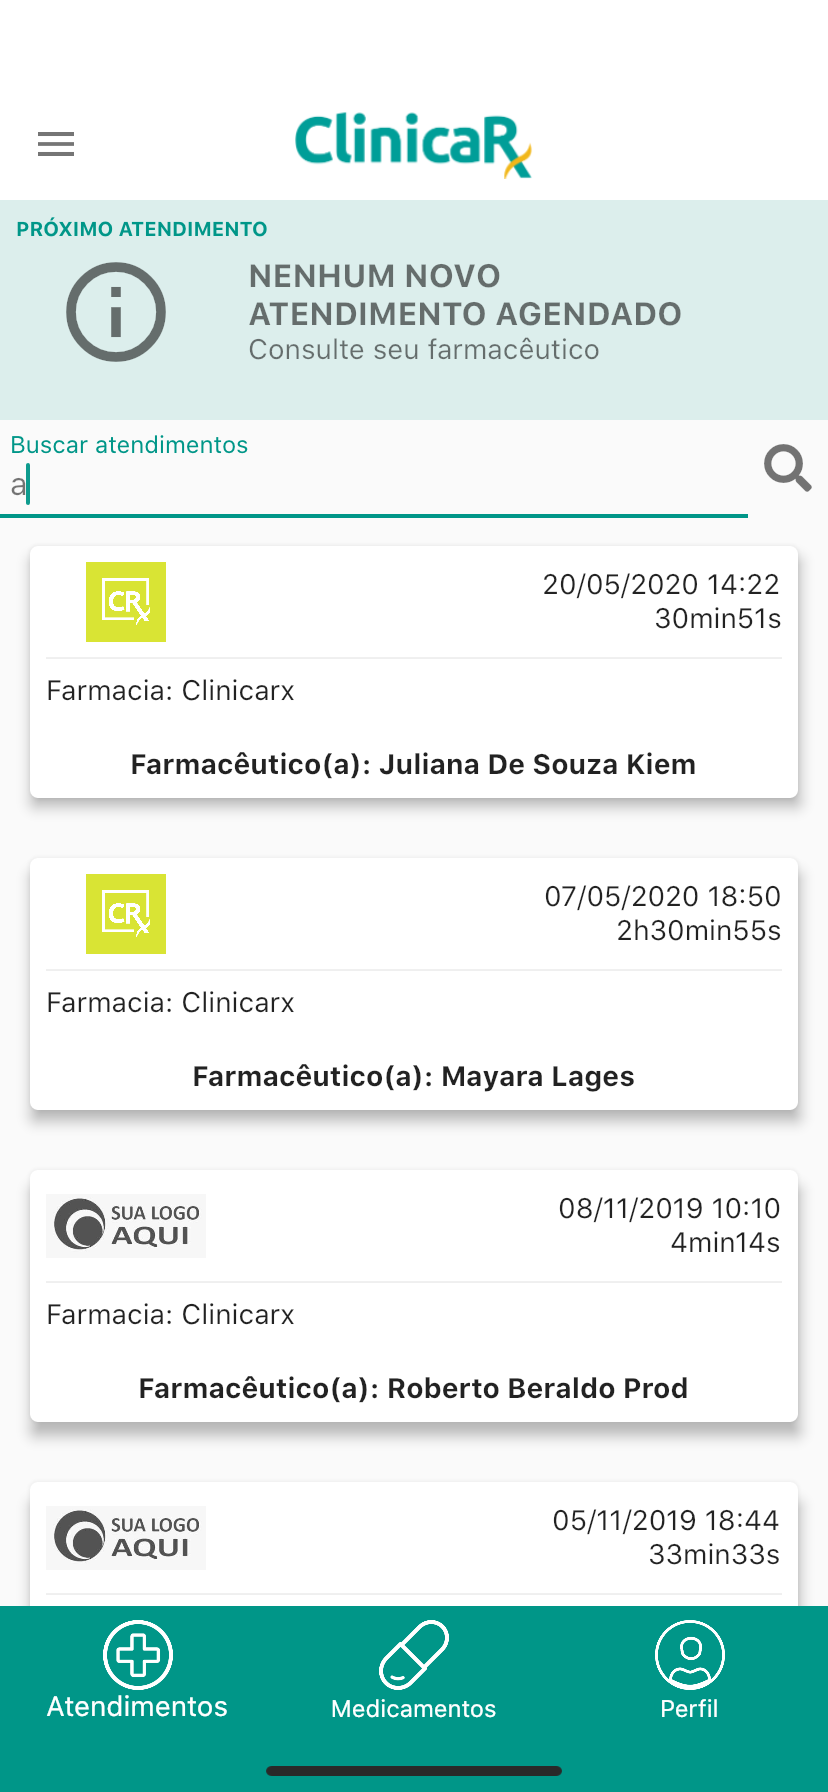 ClinicaRx
PRÓXIMO ATENDIMENTO
NENHUM NOVO
ATENDIMENTO AGENDADO
Consulte seu farmacêutico
Buscar atendimentos
a
CRx
20/05/2020 14:22
30min51s
Farmacia: Clinicarx
Farmacêutico(a): Juliana De Souza Kiem
CRx
07/05/2020 18:50
2h30min55s
Farmacia: Clinicarx
Farmacêutico(a): Mayara Lages
SUA LOGO
AQUI
08/11/2019 10:10
4min14s
Farmacia: Clinicarx
Farmacêutico(a): Roberto Beraldo Prod
SUA LOGO
AQUI
05/11/2019 18:44
33min33s
Atendimentos
Medicamentos
Perfil